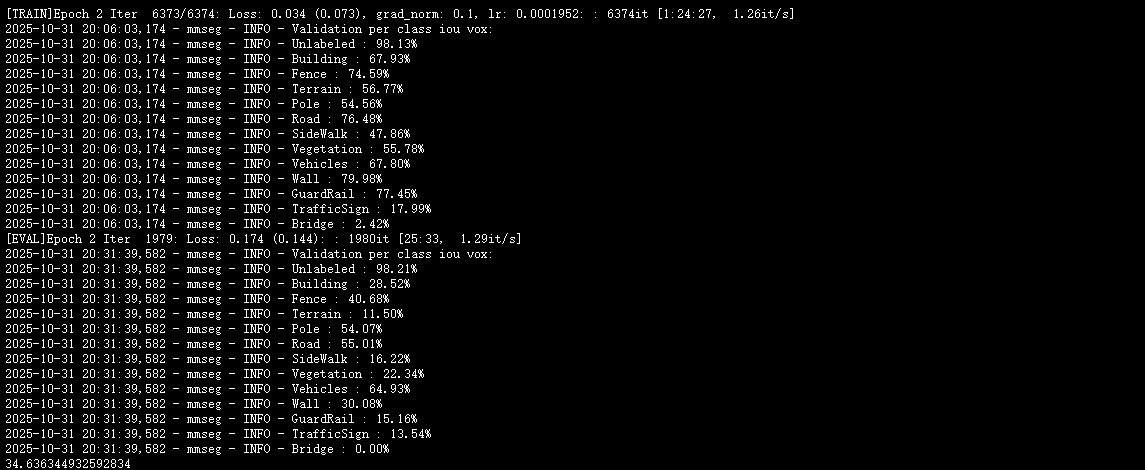 [TRAIN]Epoch 2 Iter  6373/6374: Loss: 0.034 (0.073), grad_norm: 0.1, lr: 0.0001952: : 6374it [1:24:27,  1.26it/s]
2025-10-31 20:06:03,174 - mmseg - INFO - Validation per class iou vox:
2025-10-31 20:06:03,174 - mmseg - INFO - Unlabeled : 98.13%
2025-10-31 20:06:03,174 - mmseg - INFO - Building : 67.93%
2025-10-31 20:06:03,174 - mmseg - INFO - Fence : 74.59%
2025-10-31 20:06:03,174 - mmseg - INFO - Terrain : 56.77%
2025-10-31 20:06:03,174 - mmseg - INFO - Pole : 54.56%
2025-10-31 20:06:03,174 - mmseg - INFO - Road : 76.48%
2025-10-31 20:06:03,174 - mmseg - INFO - SideWalk : 47.86%
2025-10-31 20:06:03,174 - mmseg - INFO - Vegetation : 55.78%
2025-10-31 20:06:03,174 - mmseg - INFO - Vehicles : 67.80%
2025-10-31 20:06:03,174 - mmseg - INFO - Wall : 79.98%
2025-10-31 20:06:03,174 - mmseg - INFO - GuardRail : 77.45%
2025-10-31 20:06:03,174 - mmseg - INFO - TrafficSign : 17.99%
2025-10-31 20:06:03,174 - mmseg - INFO - Bridge : 2.42%
[EVAL]Epoch 2 Iter  1979: Loss: 0.174 (0.144): : 1980it [25:33,  1.29it/s]
2025-10-31 20:31:39,582 - mmseg - INFO - Validation per class iou vox:
2025-10-31 20:31:39,582 - mmseg - INFO - Unlabeled : 98.21%
2025-10-31 20:31:39,582 - mmseg - INFO - Building : 28.52%
2025-10-31 20:31:39,582 - mmseg - INFO - Fence : 40.68%
2025-10-31 20:31:39,582 - mmseg - INFO - Terrain : 11.50%
2025-10-31 20:31:39,582 - mmseg - INFO - Pole : 54.07%
2025-10-31 20:31:39,582 - mmseg - INFO - Road : 55.01%
2025-10-31 20:31:39,582 - mmseg - INFO - SideWalk : 16.22%
2025-10-31 20:31:39,582 - mmseg - INFO - Vegetation : 22.34%
2025-10-31 20:31:39,582 - mmseg - INFO - Vehicles : 64.93%
2025-10-31 20:31:39,582 - mmseg - INFO - Wall : 30.08%
2025-10-31 20:31:39,582 - mmseg - INFO - GuardRail : 15.16%
2025-10-31 20:31:39,582 - mmseg - INFO - TrafficSign : 13.54%
2025-10-31 20:31:39,582 - mmseg - INFO - Bridge : 0.00%
34.636344932592834